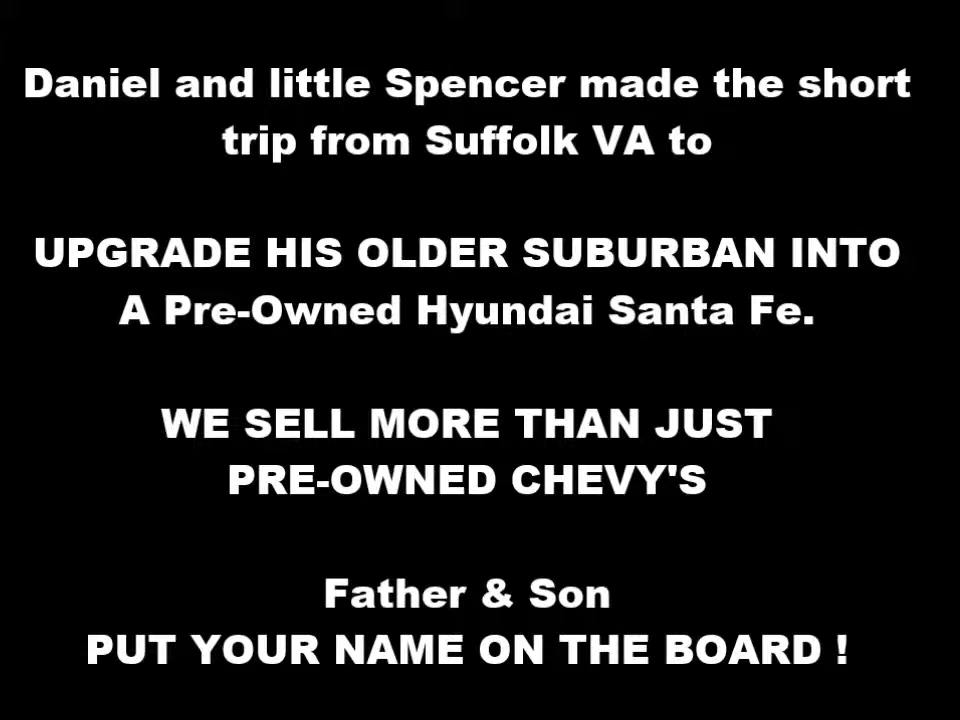 Daniel and little Spencer made the short
trip from Suffolk VA to
UPGRADE HIS OLDER SUBURBAN INTO
A Pre-Owned Hyundai Santa Fe.
WE SELL MORE THAN JUST
PRE-OWNED CHEVY'S
Father & Son
PUT YOUR NAME ON THE BOARD !